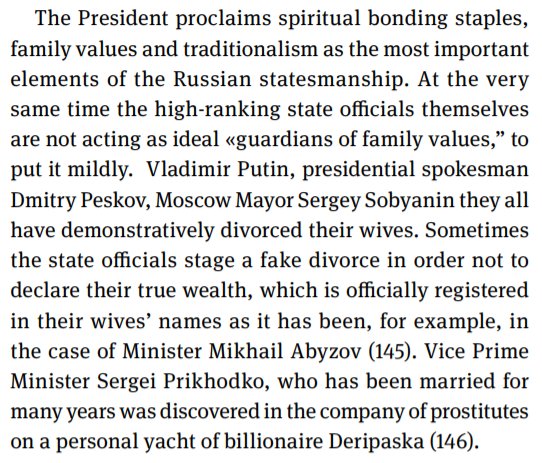 The President proclaims spiritual bonding staples,
family values and traditionalism as the most important
elements of the Russian statesmanship. At the very
same time the high-ranking state officials themselves
are not acting as ideal «guardians of family values,” to
put it mildly.  Vladimir Putin, presidential spokesman
Dmitry Peskov, Moscow Mayor Sergey Sobyanin they all
have demonstratively divorced their wives. Sometimes
the state officials stage a fake divorce in order not to
declare their true wealth, which is officially registered
in their wives’ names as it has been, for example, in
the case of Minister Mikhail Abyzov (145). Vice Prime
Minister Sergei Prikhodko, who has been married for
many years was discovered in the company of prostitutes
on a personal yacht of billionaire Deripaska (146).